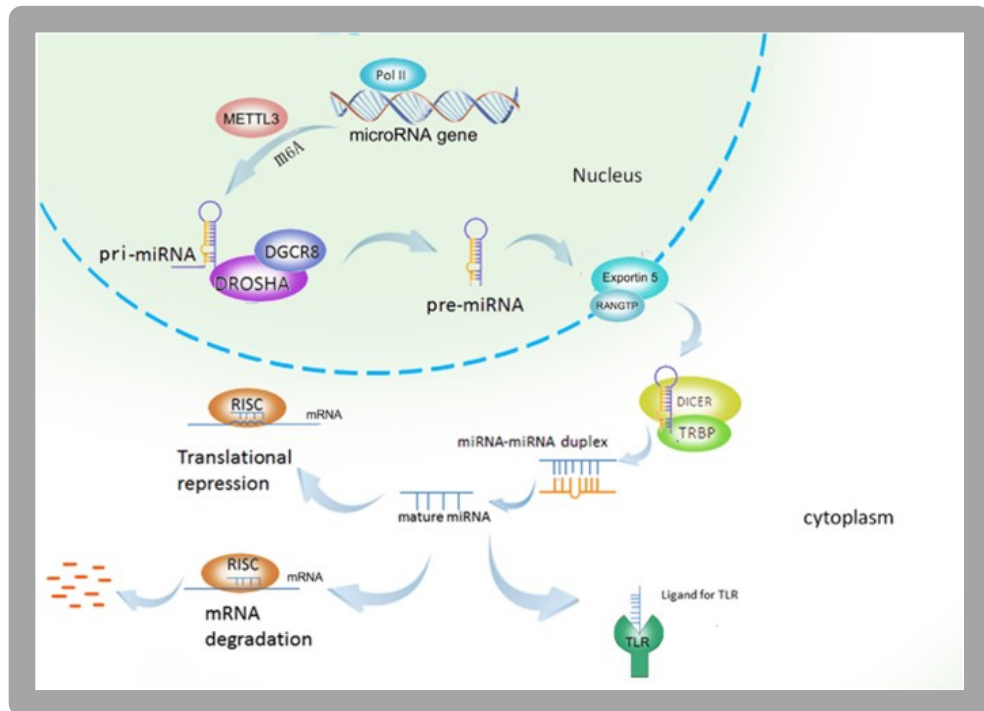 Pol II
METTL3
microRNA gene
m6A
Nucleus
pri-miRNA
DGCR8
DROSHA
pre-miRNA
Exportin 5
RANGTP
DICER
TRBP
RISC
mRNA
Translational
repression
miRNA-miRNA duplex
mature miRNA
cytoplasm
RISC
mRNA
mRNA
degradation
Ligand for TLR
TLR